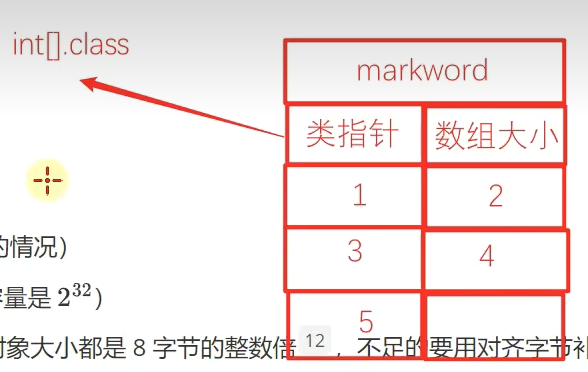 int[].class
markword
类指针 数组大小
1 2
3 4
的情况）
容量是 2^32）
5
对象大小都是 8 字节的整数倍 12 ，不足的要用对齐字节补